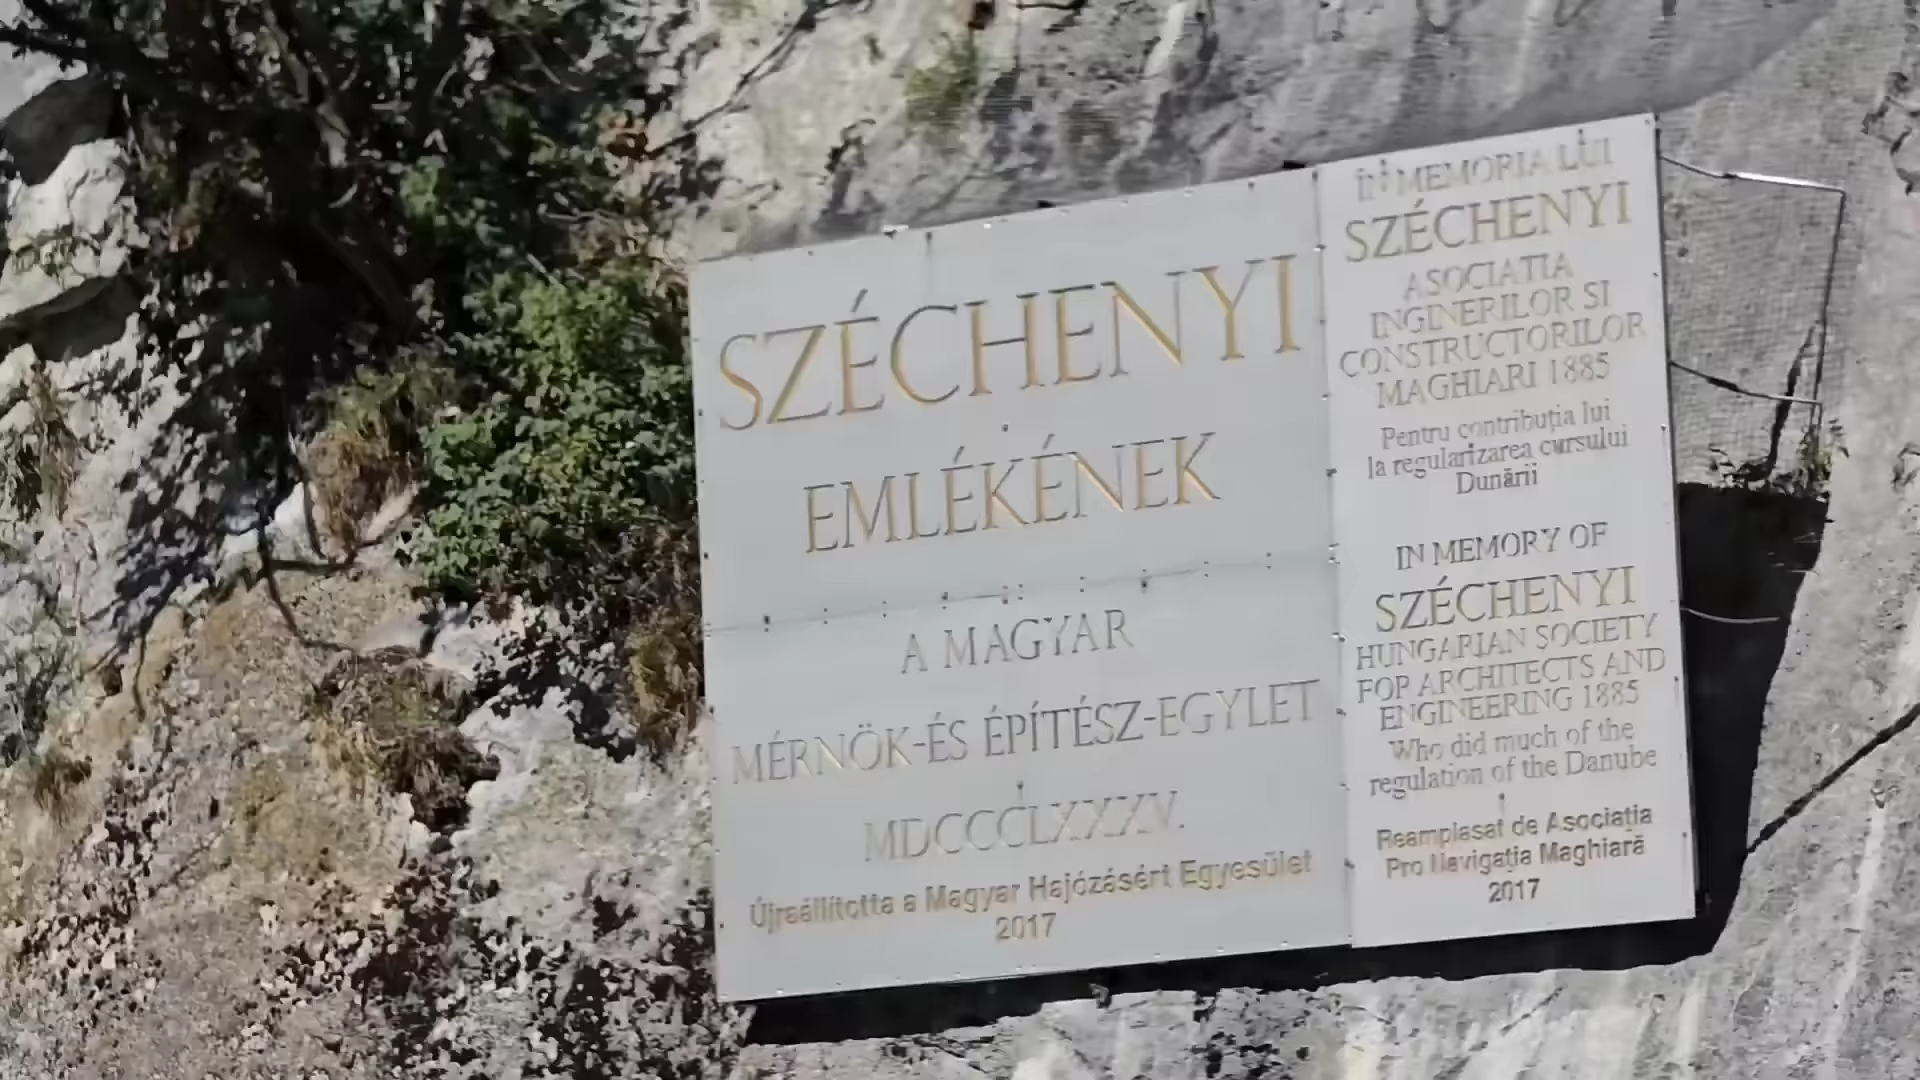 SZÉCHENYI
EMLÉKÉNEK
A MAGYAR
MÉRNÖK-ÉS ÉPÍTÉSZ-EGYLET
MDCCCLXXXV.
Újraállította a Magyar Hajózásért Egyesület
2017
IN MEMORIA LUI
SZÉCHENYI
ASOCIATIA
INGINERILOR SI
CONSTRUCTORILOR
MAGHIARI 1885
Pentru contribuția lui
la regularizarea cursului
Dunării
IN MEMORY OF
SZÉCHENYI
HUNGARIAN SOCIETY
FOR ARCHITECTS AND
ENGINEERING 1885
Who did much of the
regulation of the Danube
Reamplasat de Asociatia
Pro Navigația Maghiară
2017